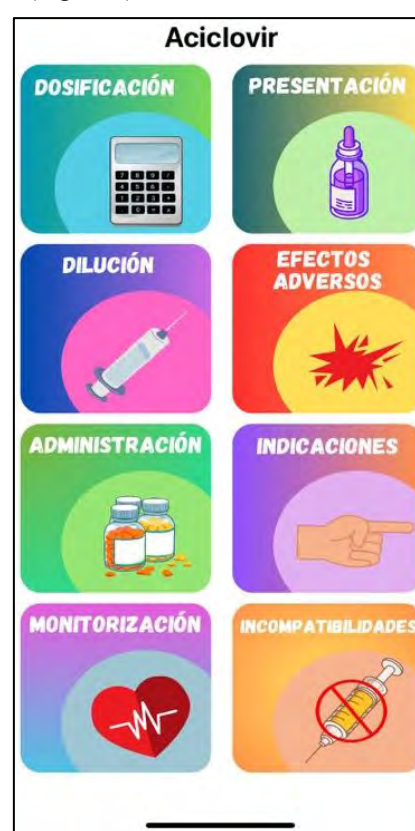 Aciclovir
DOSIFICACIÓN
PRESENTACIÓN
DILUCIÓN
EFECTOS
ADVERSOS
ADMINISTRACIÓN
INDICACIONES
MONITORIZACIÓN
INCOMPATIBILIDADES